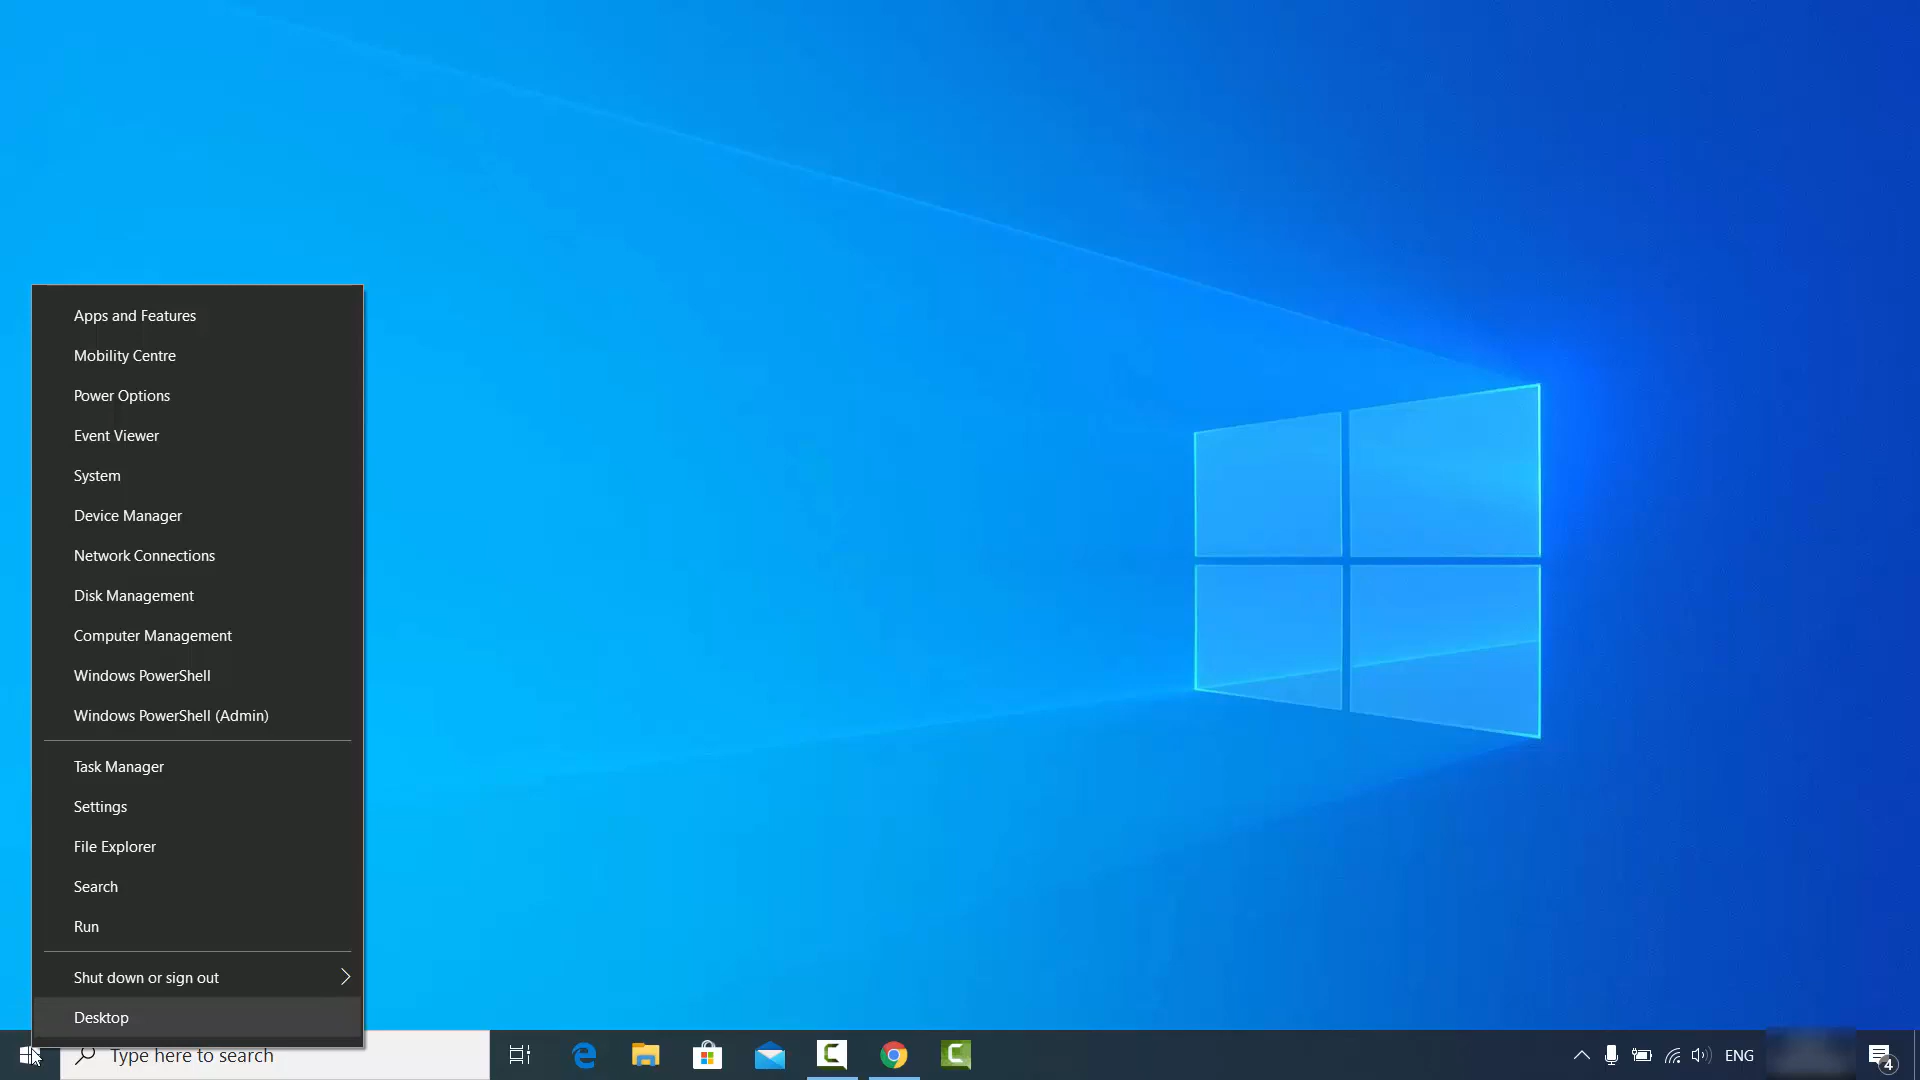 Apps and Features
Mobility Centre
Power Options
Event Viewer
System
Device Manager
Network Connections
Disk Management
Computer Management
Windows PowerShell
Windows PowerShell (Admin)
Task Manager
Settings
File Explorer
Search
Run
Shut down or sign out
Desktop
Type here to search
ENG
4